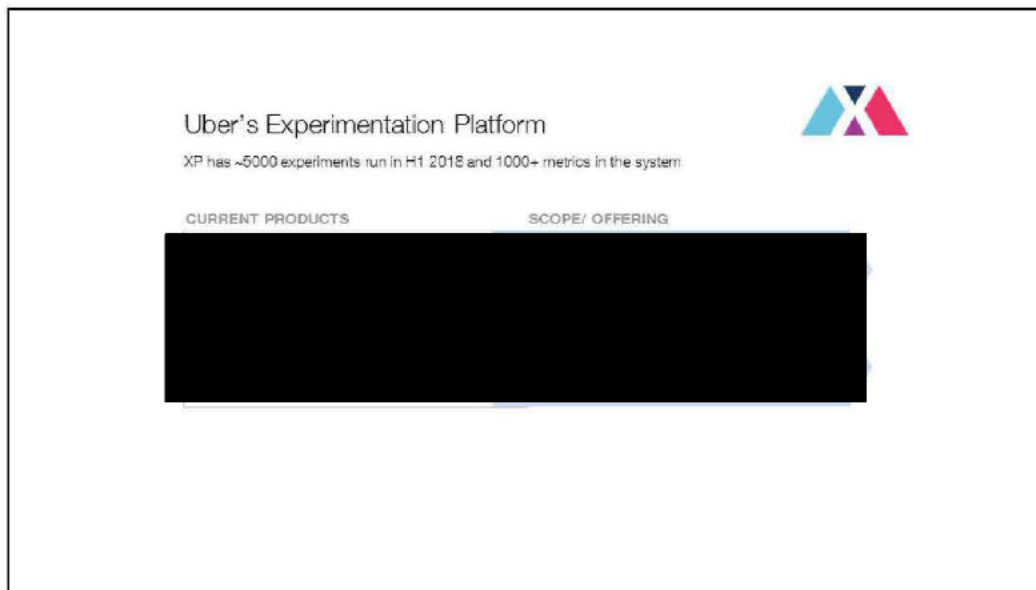 Uber's Experimentation Platform
XP has ~5000 experiments run in H1 2018 and 1000+ metrics in the system
CURRENT PRODUCTS
SCOPE/ OFFERING